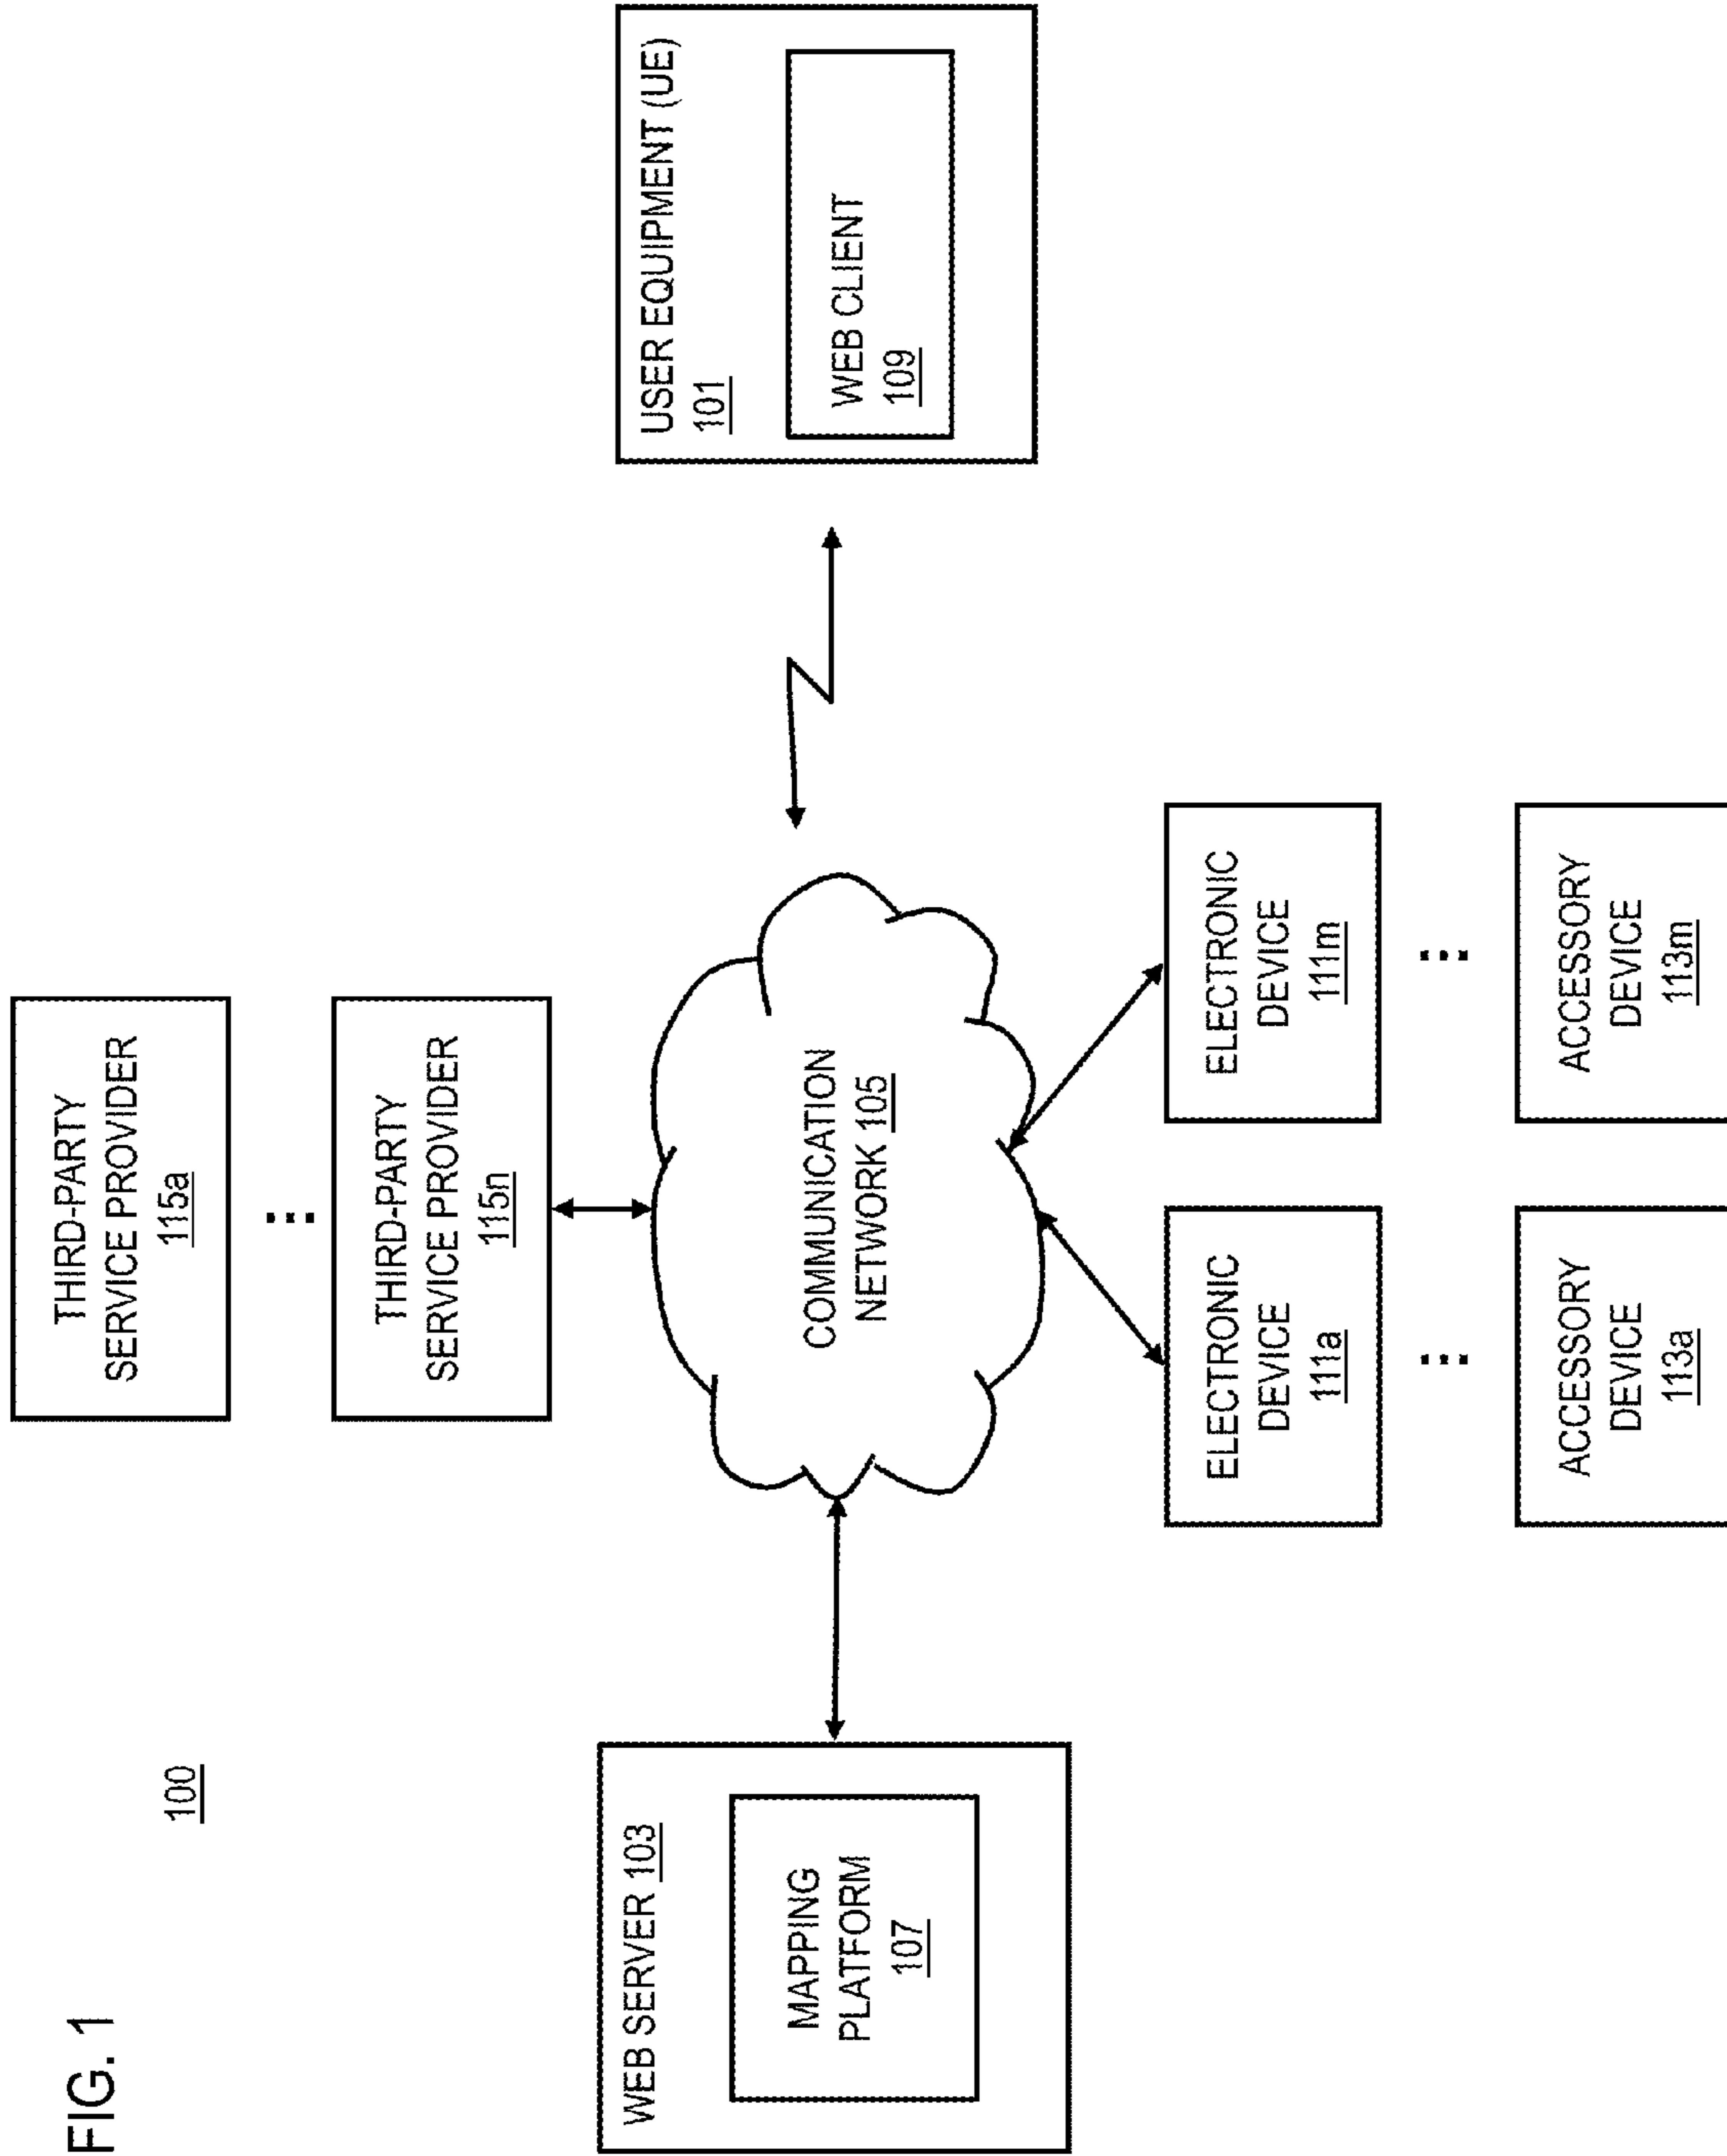 FIG. 1
100
THIRD-PARTY
SERVICE PROVIDER
115a
...
THIRD-PARTY
SERVICE PROVIDER
115n
WEB SERVER 103
MAPPING
PLATFORM
107
COMMUNICATION
NETWORK 105
USER EQUIPMENT (UE)
101
WEB CLIENT
109
ELECTRONIC
DEVICE
111a
...
ACCESSORY
DEVICE
113a
ELECTRONIC
DEVICE
111m
...
ACCESSORY
DEVICE
113m